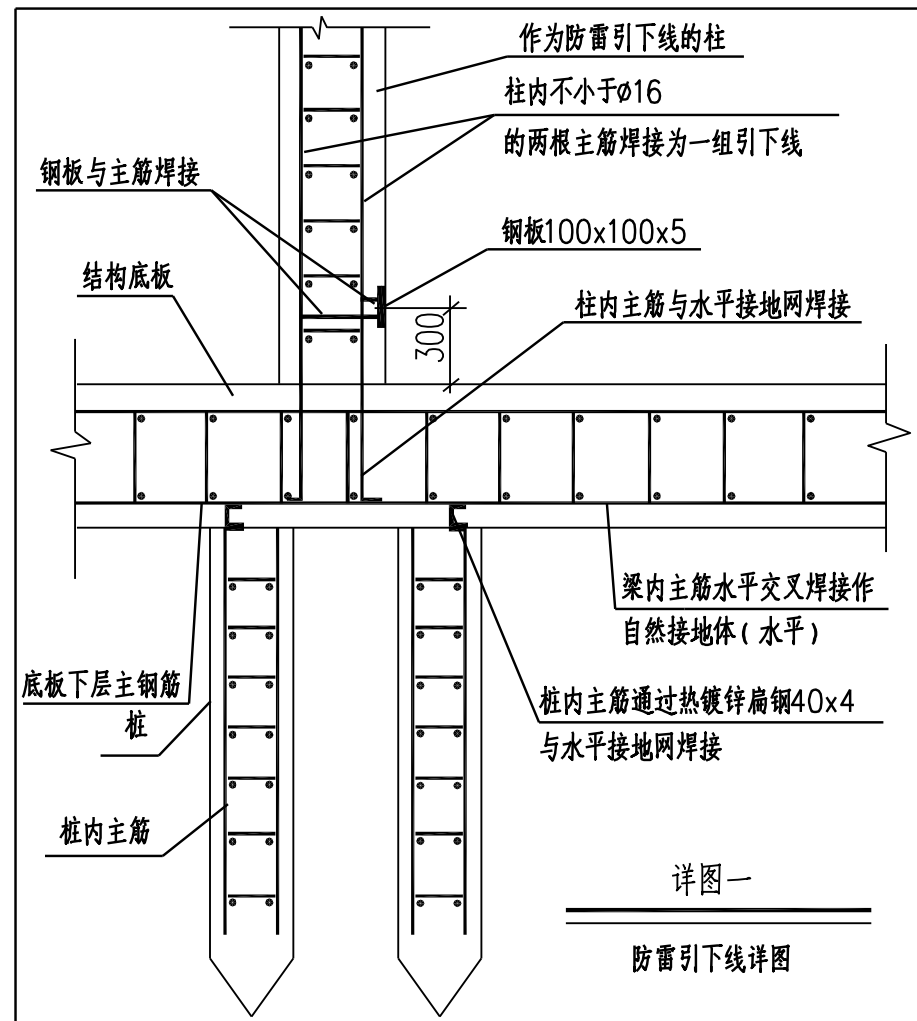 作为防雷引下线的柱
柱内不小于ø16
的两根主筋焊接为一组引下线
钢板与主筋焊接
钢板100x100x5
结构底板
柱内主筋与水平接地网焊接
300
梁内主筋水平交叉焊接作
自然接地体(水平)
底板下层主钢筋
桩
桩内主筋通过热镀锌扁钢40x4
与水平接地网焊接
桩内主筋
详图一
防雷引下线详图